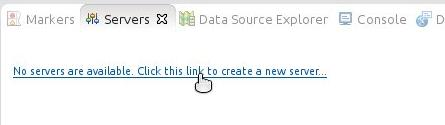 Markers Servers Data Source Explorer Console D
No servers are available. Click this link to create a new server...